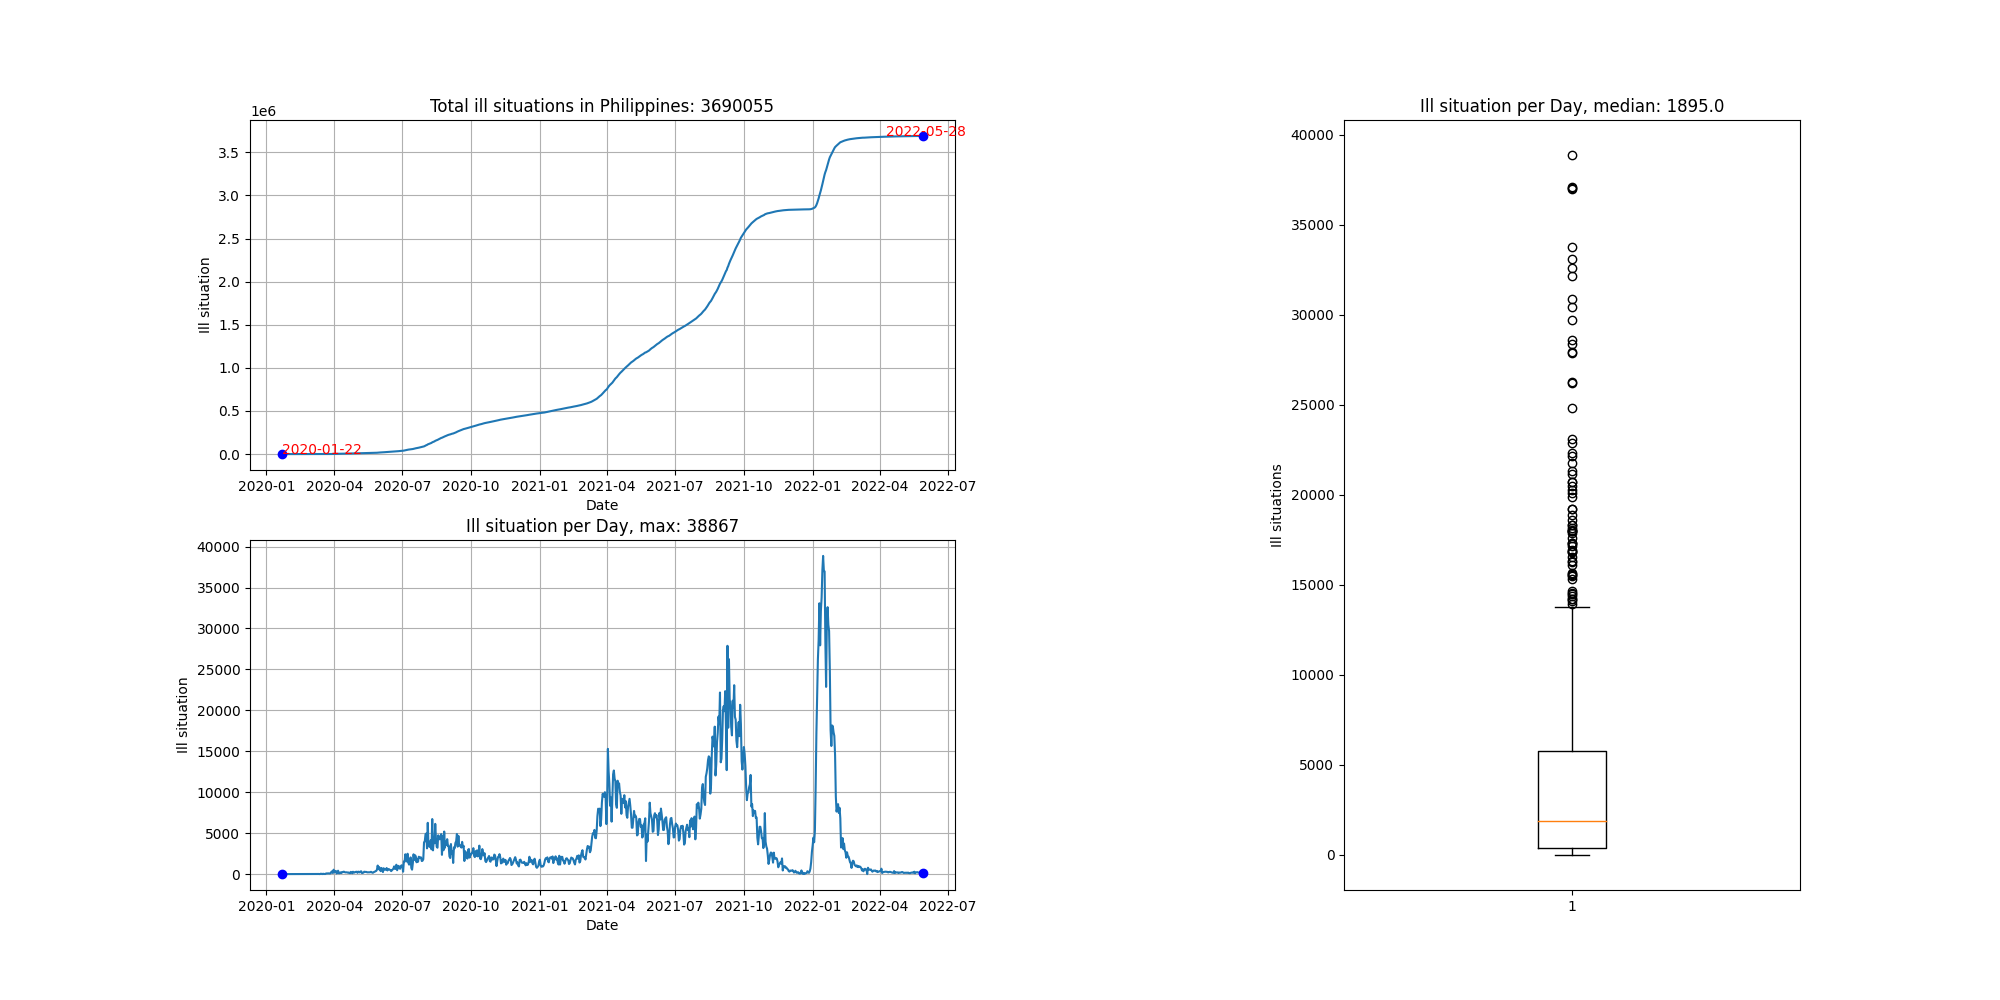 Total ill situations in Philippines: 3690055
1e6
Ill situation
3.5
3.0
2.5
2.0
1.5
1.0
0.5
0.0
2022-05-28
2020-01-22
2020-01 2020-04 2020-07 2020-10 2021-01 2021-04 2021-07 2021-10 2022-01 2022-04 2022-07
Date
Ill situation per Day, max: 38867
Ill situation
40000
35000
30000
25000
20000
15000
10000
5000
0
2020-01 2020-04 2020-07 2020-10 2021-01 2021-04 2021-07 2021-10 2022-01 2022-04 2022-07
Date
Ill situation per Day, median: 1895.0
Ill situations
40000
35000
30000
25000
20000
15000
10000
5000
0
1